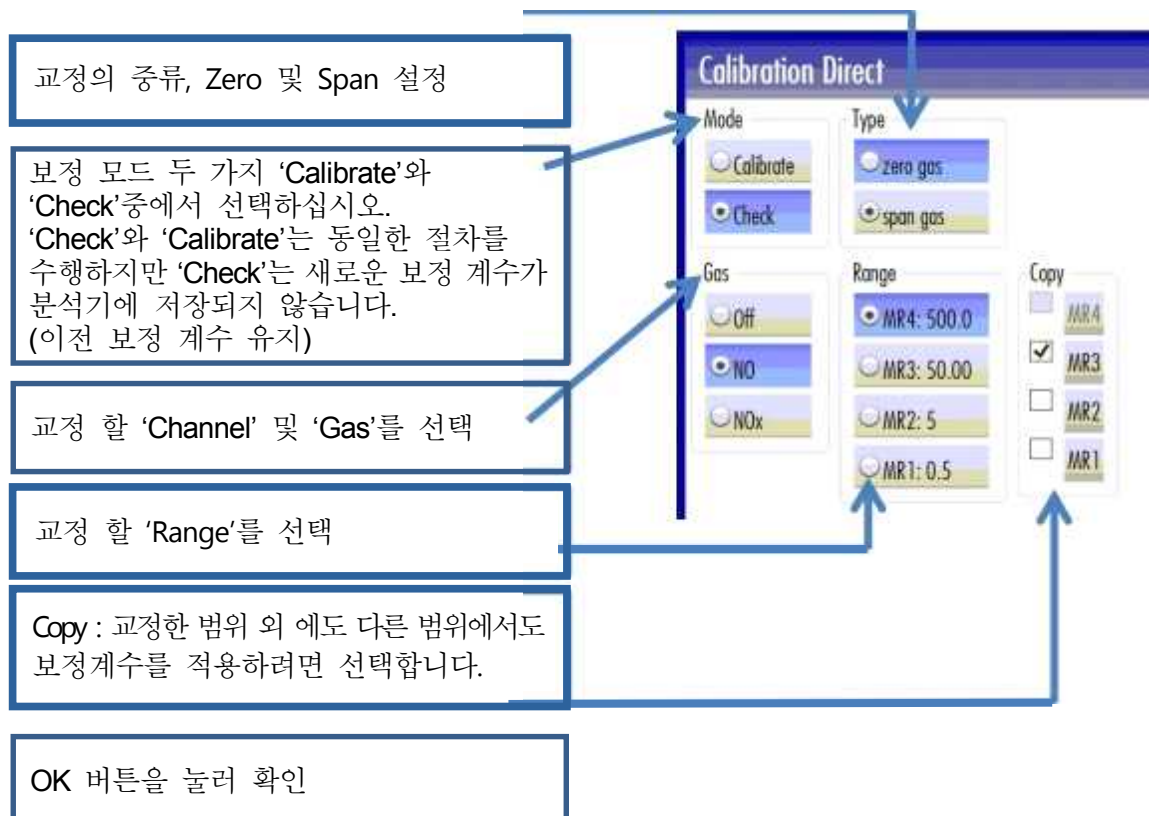 교정의 중류, Zero 및 Span 설정
보정 모드 두 가지 ‘Calibrate’와
‘Check’중에서 선택하십시오.
‘Check’와 ‘Calibrate’는 동일한 절차를
수행하지만 ‘Check’는 새로운 보정 계수가
분석기에 저장되지 않습니다.
(이전 보정 계수 유지)
교정 할 ‘Channel’ 및 ‘Gas’를 선택
교정 할 ‘Range’를 선택
Copy : 교정한 범위 외 에도 다른 범위에서도
보정계수를 적용하려면 선택합니다.
OK 버튼을 눌러 확인
Calibration Direct
Mode
Calibrate
Check
Type
zero gas
span gas
Gas
Off
NO
NOx
Range
MR4: 500.0
MR3: 50.00
MR2: 5
MR1: 0.5
Copy
MR4
MR3
MR2
MR1